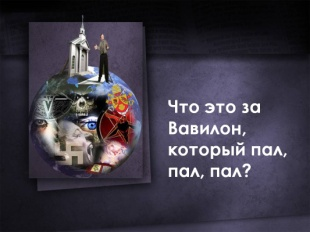 Что это за
Вавилон,
который пал,
пал, пал?